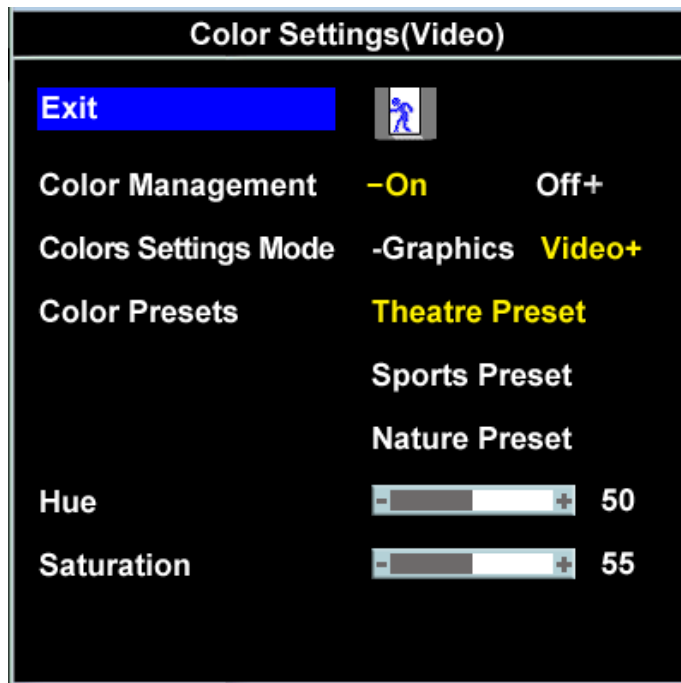 Color Settings(Video)
Exit
Color Management −On Off+
Colors Settings Mode -Graphics Video+
Color Presets Theatre Preset
Sports Preset
Nature Preset
Hue - + 50
Saturation - + 55